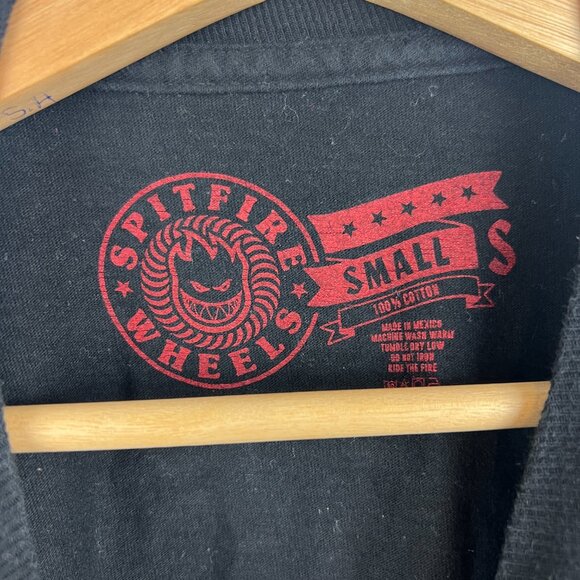 S.H
SPITFIRE
WHEELS
SMALL
S
100% COTTON
MADE IN MEXICO
MACHINE WASH WARM
TUMBLE DRY LOW
DO NOT IRON
RIDE THE FIRE